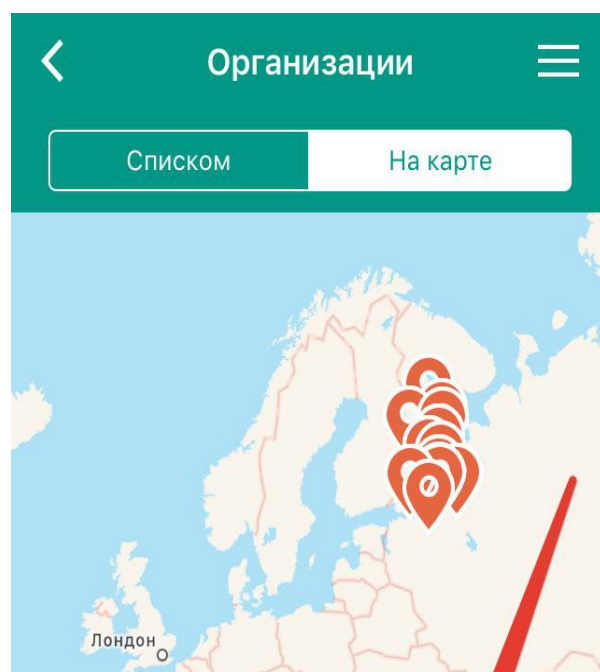 Организации
Списком
На карте
Лондон